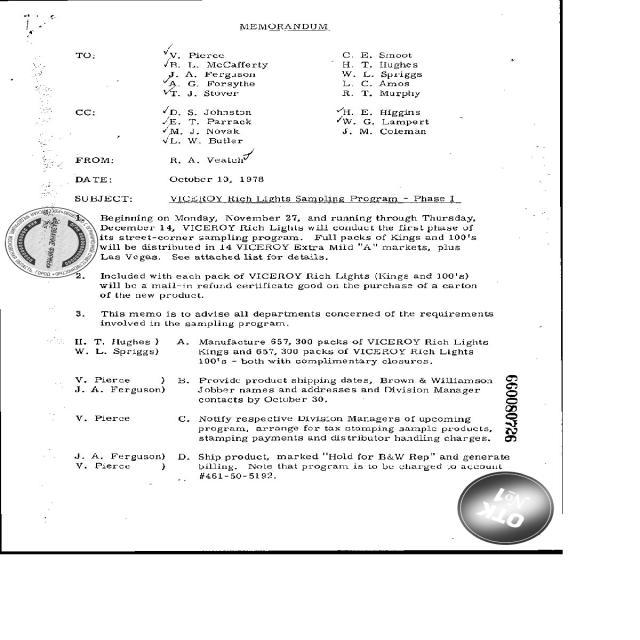 MEMORANDUM
TO: V. Pierce C. E. Smoot
R. L. McCafferty H. T. Hughes
J. A. Ferguson W. L. Spriggs
A. G. Forsythe L. C. Amos
T. J. Stover R. T. Murphy
CC: D. S. Johnston H. E. Higgins
E. T. Parrack W. G. Lampert
M. J. Novak J. M. Coleman
L. W. Butler
FROM: R. A. Veatch
DATE: October 10, 1978
SUBJECT: VICEROY Rich Lights Sampling Program - Phase I
Beginning on Monday, November 27, and running through Thursday,
December 14, VICEROY Rich Lights will conduct the first phase of
its street-corner sampling program. Full packs of Kings and 100's
will be distributed in 14 VICEROY Extra Mild "A" markets, plus
Las Vegas. See attached list for details.
2. Included with each pack of VICEROY Rich Lights (Kings and 100's)
will be a mail-in refund certificate good on the purchase of a carton
of the new product.
3. This memo is to advise all departments concerned of the requirements
involved in the sampling program.
H. T. Hughes ) A. Manufacture 657, 300 packs of VICEROY Rich Lights
W. L. Spriggs) Kings and 657, 300 packs of VICEROY Rich Lights
100's - both with complimentary closures.
V. Pierce ) B. Provide product shipping dates, Brown & Williamson
J. A. Ferguson) Jobber names and addresses and Division Manager
contacts by October 30.
V. Pierce C. Notify respective Division Managers of upcoming
program, arrange for tax stamping sample products,
stamping payments and distributor handling charges.
J. A. Ferguson) D. Ship product, marked "Hold for B&W Rep" and generate
V. Pierce ) billing. Note that program is to be charged to account
#461-50-5192.
660080726
OTK
No1